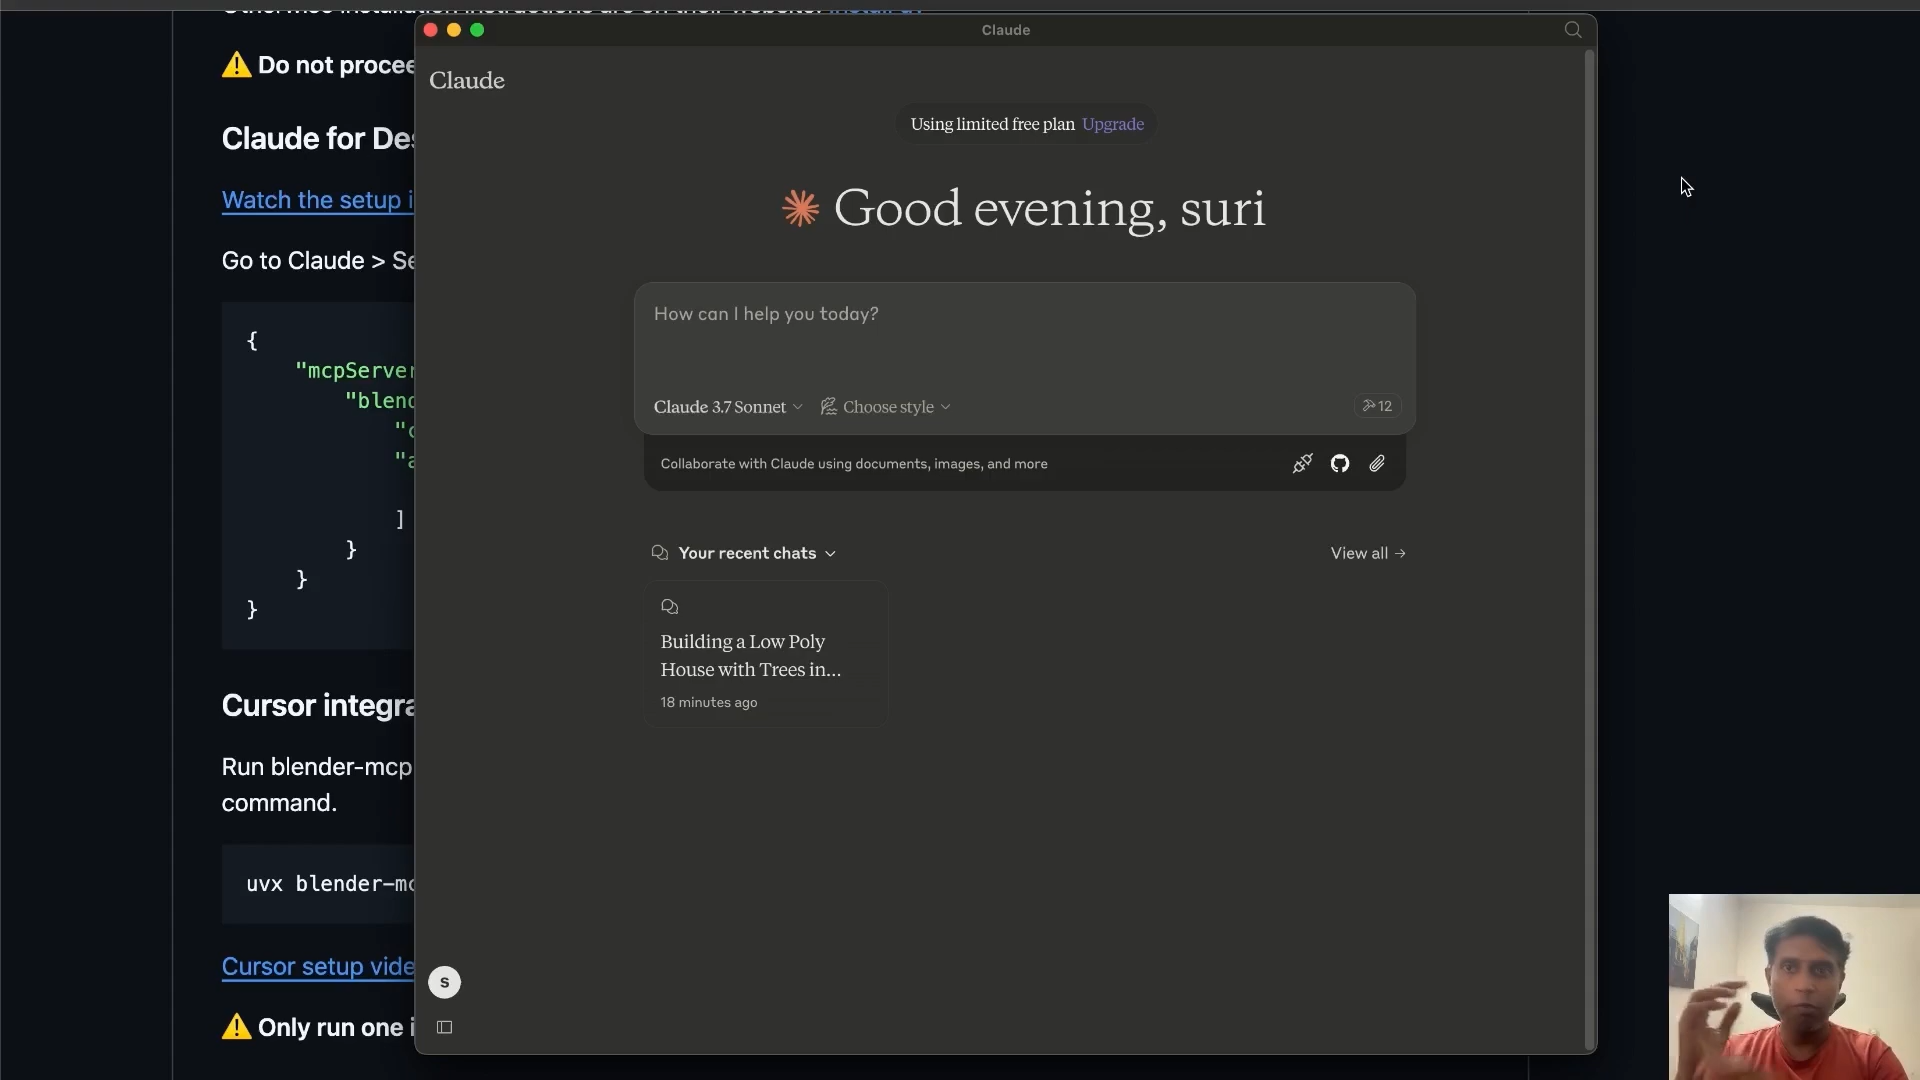 Claude
⚠️ Do not procee
Claude for Des
Watch the setup i
Go to Claude > Se
{
"mcpServer
"blend
"c
"a
]
}
}
}
Cursor integra
Run blender-mcp
command.
uvx blender-mc
Cursor setup vide
⚠️ Only run one i
Claude
Using limited free plan Upgrade
Good evening, suri
How can I help you today?
Claude 3.7 Sonnet Choose style 12
Collaborate with Claude using documents, images, and more
Your recent chats View all →
Building a Low Poly
House with Trees in...
18 minutes ago
s